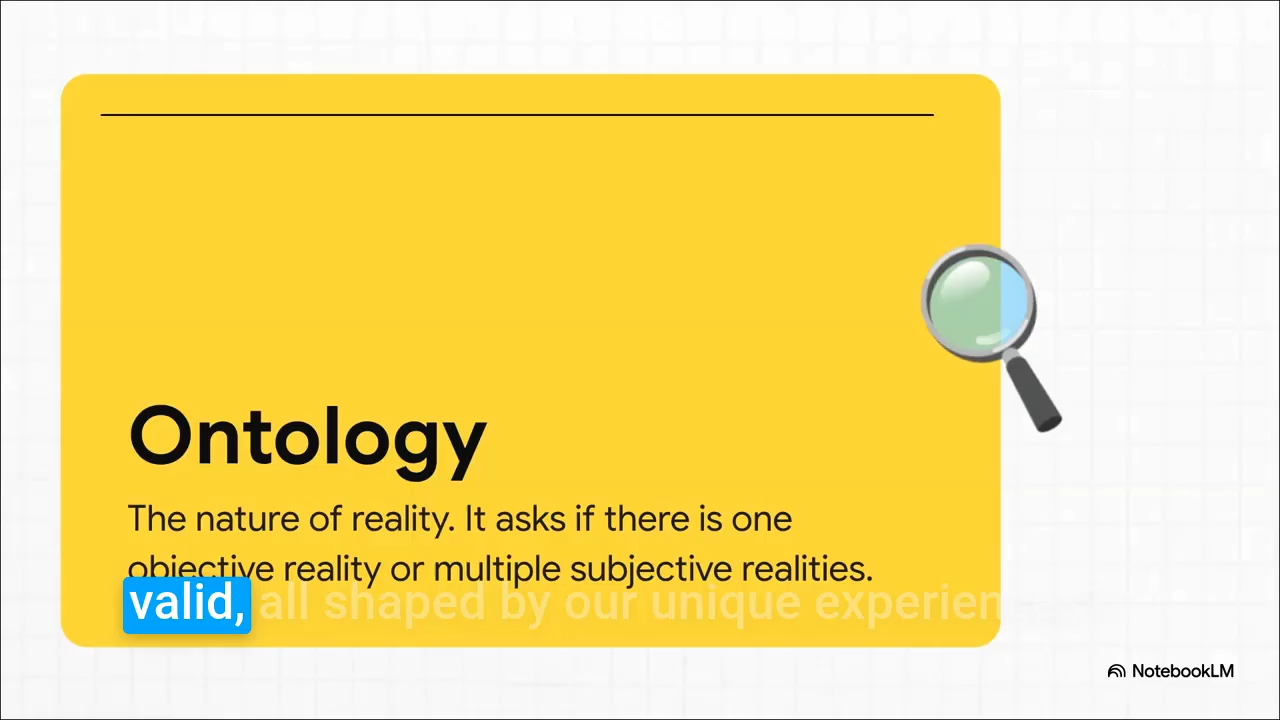 Ontology
The nature of reality. It asks if there is one
objective reality or multiple subjective realities.
valid, all shaped by our unique
NotebookLM